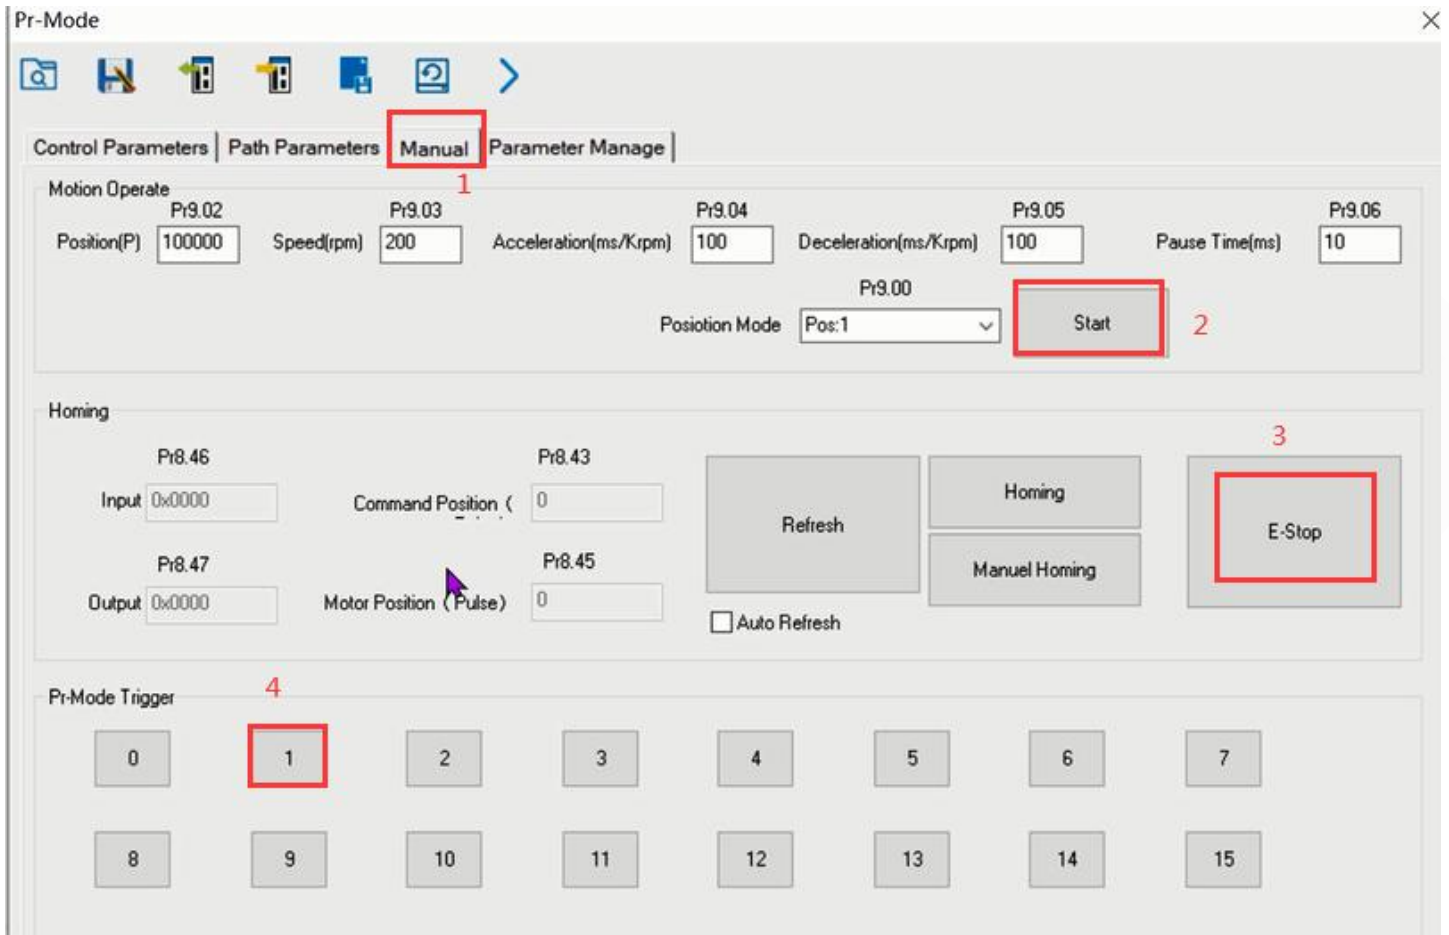 Pr-Mode
Control Parameters Path Parameters Manual Parameter Manage
1
Motion Operate
Pr9.02 Pr9.03 Pr9.04 Pr9.05 Pr9.06
Position(P) 100000 Speed(rpm) 200 Acceleration(ms/Krpm) 100 Deceleration(ms/Krpm) 100 Pause Time(ms) 10
Pr9.00
Posiotion Mode Pos:1 Start 2
Homing
3
Pr8.46 Pr8.43
Input 0x0000 Command Position ( 0
Refresh Homing E-Stop
Pr8.47 Pr8.45
Manuel Homing
Output 0x0000 Motor Position (Pulse) 0
Auto Refresh
4
Pr-Mode Trigger
0 1 2 3 4 5 6 7
8 9 10 11 12 13 14 15